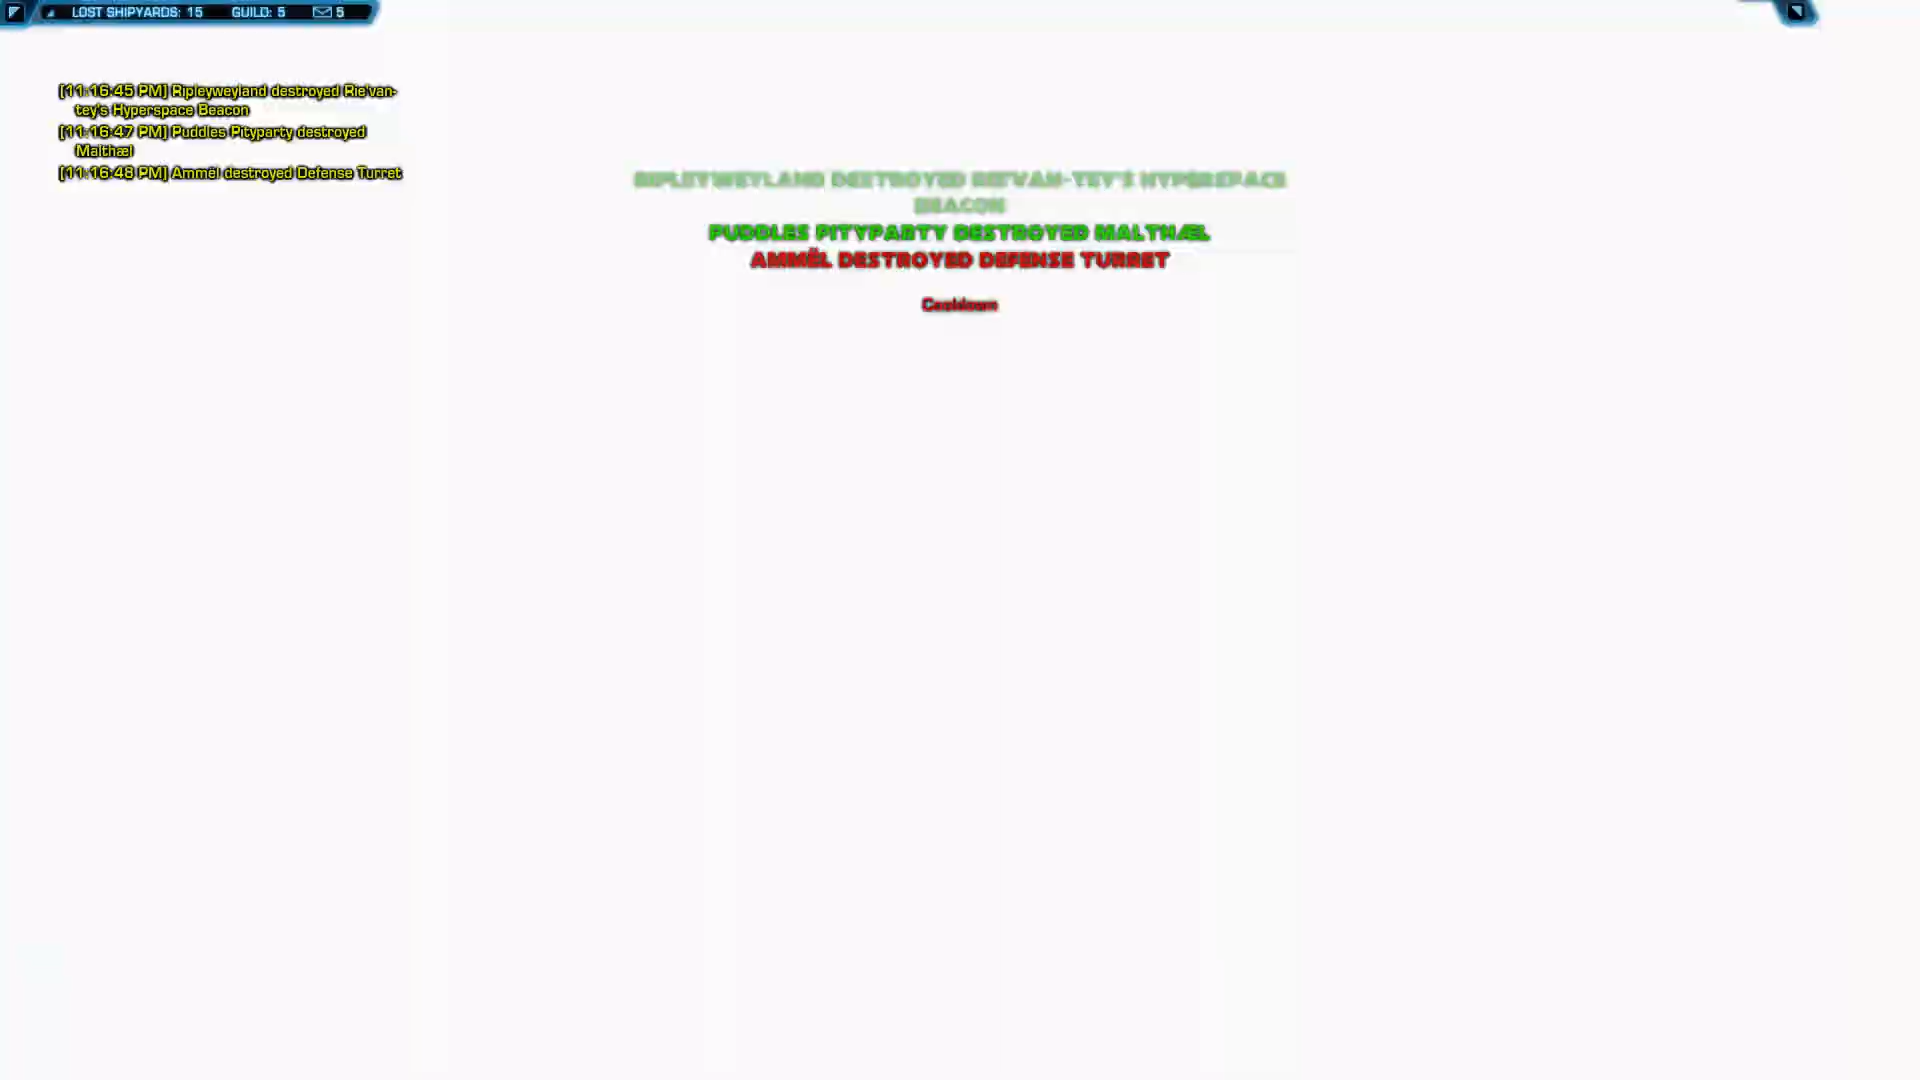 LOST SHIPYARDS: 15 GUILD: 5 5
[11:16:45 PM] Ripleyweyland destroyed Rie'van-
tey's Hyperspace Beacon
[11:16:47 PM] Puddles Pityparty destroyed
Malthæl
[11:16:48 PM] Ammël destroyed Defense Turret
RIPLEYWEYLAND DESTROYED RIE'VAN-TEY'S HYPERSPACE
BEACON
PUDDLES PITYPARTY DESTROYED MALTHÆL
AMMËL DESTROYED DEFENSE TURRET
Cooldown